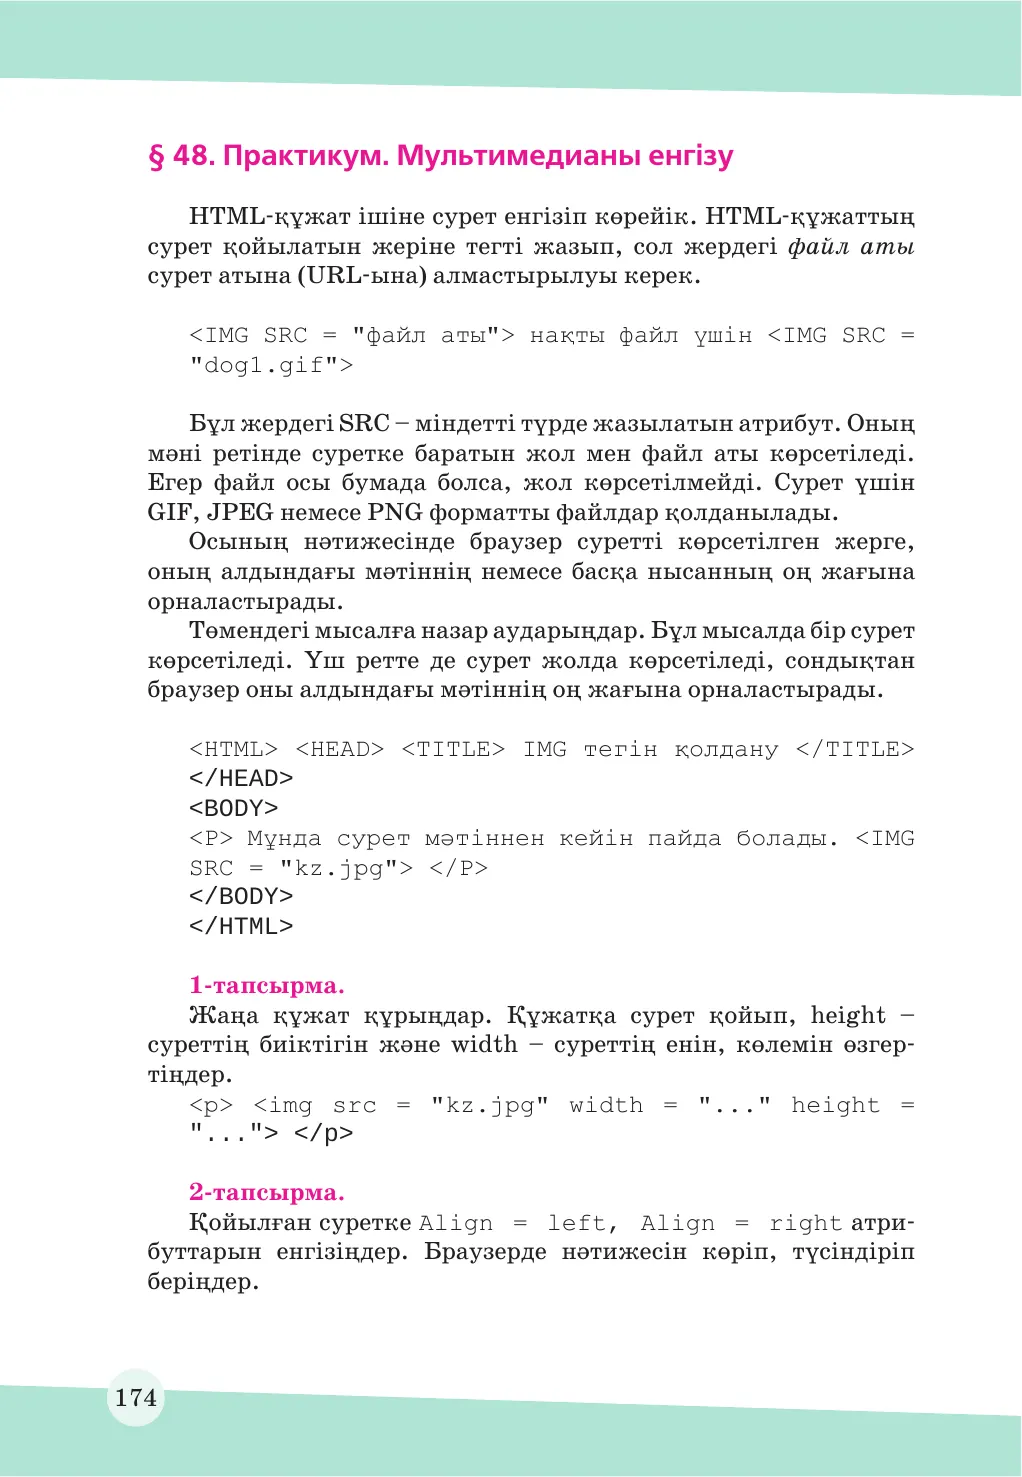 § 48. Практикум. Мультимедианы енгізу
HTML-құжат ішіне сурет енгізіп көрейік. HTML-құжаттың
сурет қойылатын жеріне тегті жазып, сол жердегі файл аты
сурет атына (URL-ына) алмастырылуы керек.
<IMG SRC = "файл аты"> нақты файл үшін <IMG SRC =
"dog1.gif">
Бұл жердегі SRC – міндетті түрде жазылатын атрибут. Оның
мәні ретінде суретке баратын жол мен файл аты көрсетіледі.
Егер файл осы бумада болса, жол көрсетілмейді. Сурет үшін
GIF, JPEG немесе PNG форматты файлдар қолданылады.
Осының нәтижесінде браузер суретті көрсетілген жерге,
оның алдындағы мәтіннің немесе басқа нысанның оң жағына
орналастырады.
Төмендегі мысалға назар аударыңдар. Бұл мысалда бір сурет
көрсетіледі. Үш ретте де сурет жолда көрсетіледі, сондықтан
браузер оны алдындағы мәтіннің оң жағына орналастырады.
<HTML> <HEAD> <TITLE> IMG тегін қолдану </TITLE>
</HEAD>
<BODY>
<P> Мұнда сурет мәтіннен кейін пайда болады. <IMG
SRC = "kz.jpg"> </P>
</BODY>
</HTML>
1-тапсырма.
Жаңа құжат құрыңдар. Құжатқа сурет қойып, height –
суреттің биіктігін және width – суреттің енін, көлемін өзгер-
тіңдер.
<p> <img src = "kz.jpg" width = "..." height =
"..."> </p>
2-тапсырма.
Қойылған суретке Align = left, Align = right атри-
буттарын енгізіңдер. Браузерде нәтижесін көріп, түсіндіріп
беріңдер.
174